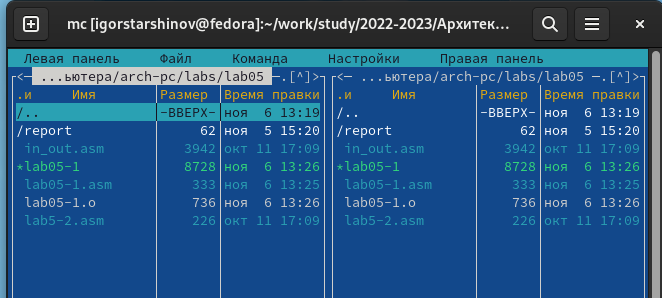 mc [igorstarshinov@fedora]:~/work/study/2022-2023/Архитек…
Левая панель Файл Команда Настройки Правая панель
<─ …ьютера/arch-pc/labs/lab05 ─.[^]> <─ …ьютера/arch-pc/labs/lab05 ─.[^]>
.и Имя Размер Время правки .и Имя Размер Время правки
/.. -ВВЕРХ- ноя 6 13:19 /.. -ВВЕРХ- ноя 6 13:19
/report 62 ноя 5 15:20 /report 62 ноя 5 15:20
in_out.asm 3942 окт 11 17:09 in_out.asm 3942 окт 11 17:09
*lab05-1 8728 ноя 6 13:26 *lab05-1 8728 ноя 6 13:26
lab05-1.asm 333 ноя 6 13:25 lab05-1.asm 333 ноя 6 13:25
lab05-1.o 736 ноя 6 13:26 lab05-1.o 736 ноя 6 13:26
lab5-2.asm 226 окт 11 17:09 lab5-2.asm 226 окт 11 17:09